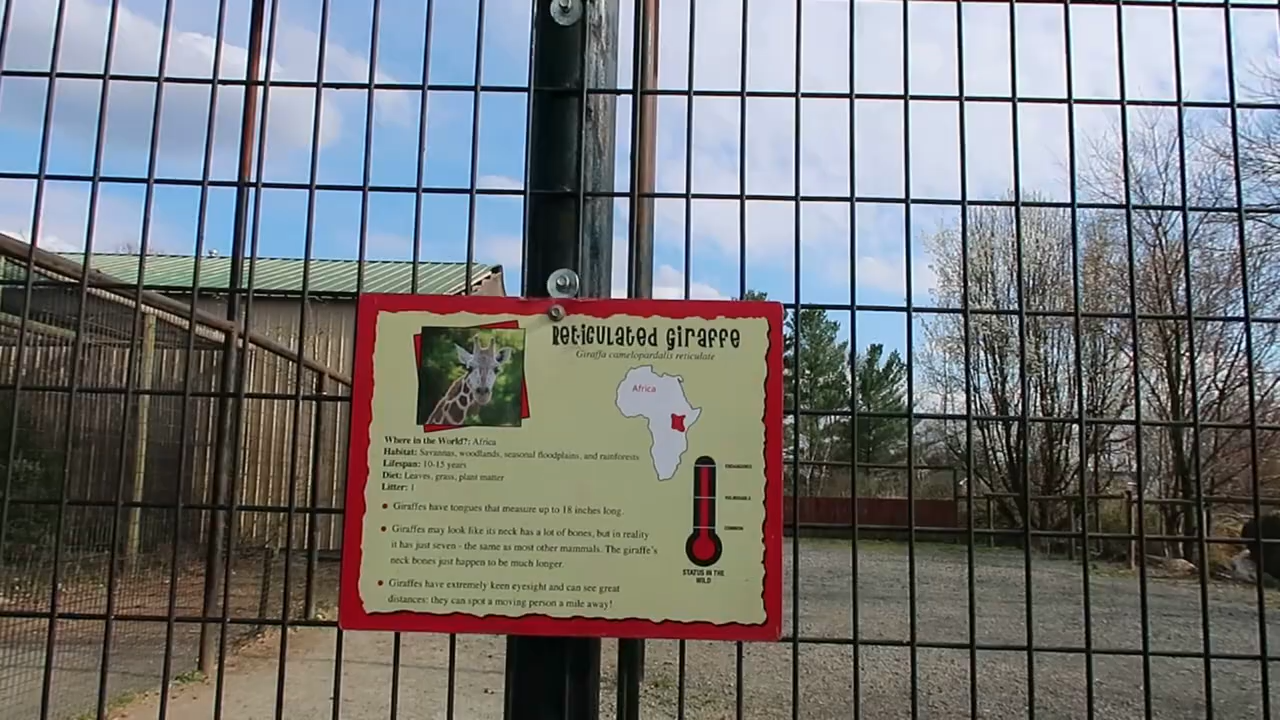 Reticulated Giraffe
Giraffa camelopardalis reticulate
Africa
Where in the World?: Africa
Habitat: Savannas, woodlands, seasonal floodplains, and rainforests
Lifespan: 10-15 years
Diet: Leaves, grass, plant matter
Litter: 1
• Giraffes have tongues that measure up to 18 inches long.
• Giraffes may look like its neck has a lot of bones, but in reality
it has just seven - the same as most other mammals. The giraffe's
neck bones just happen to be much longer.
• Giraffes have extremely keen eyesight and can see great
distances: they can spot a moving person a mile away!
ENDANGERED
VULNERABLE
COMMON
STATUS IN THE
WILD